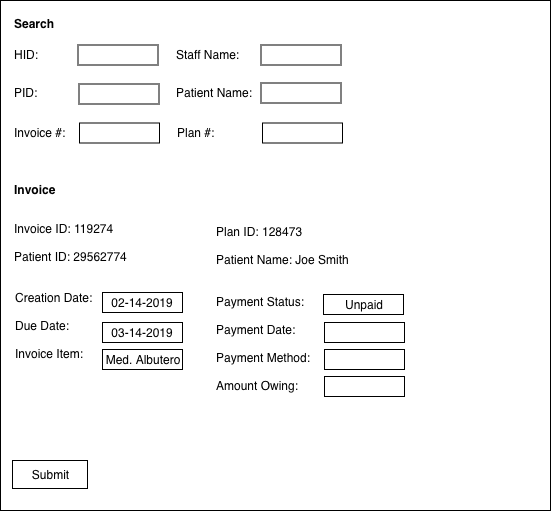 Search
HID: Staff Name:
PID: Patient Name:
Invoice #: Plan #:
Invoice
Invoice ID: 119274 Plan ID: 128473
Patient ID: 29562774 Patient Name: Joe Smith
Creation Date: 02-14-2019 Payment Status: Unpaid
Due Date: 03-14-2019 Payment Date:
Invoice Item: Med. Albutero Payment Method:
Amount Owing:
Submit